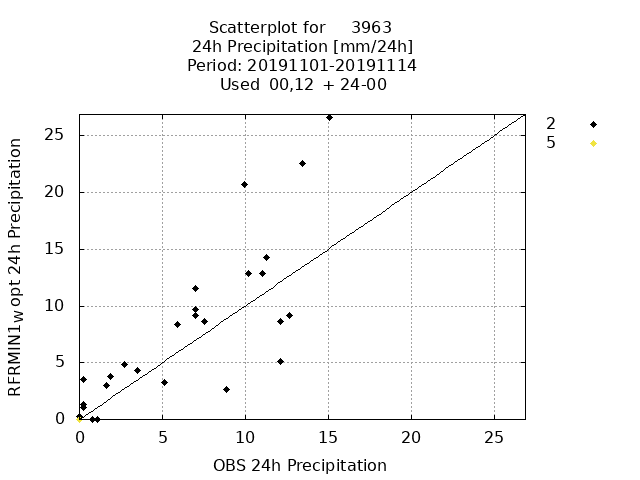 Scatterplot for 3963
24h Precipitation [mm/24h]
Period: 20191101-20191114
Used 00,12 + 24-00
2
5
RFRMIN1W opt 24h Precipitation
25
20
15
10
5
0
0 5 10 15 20 25
OBS 24h Precipitation